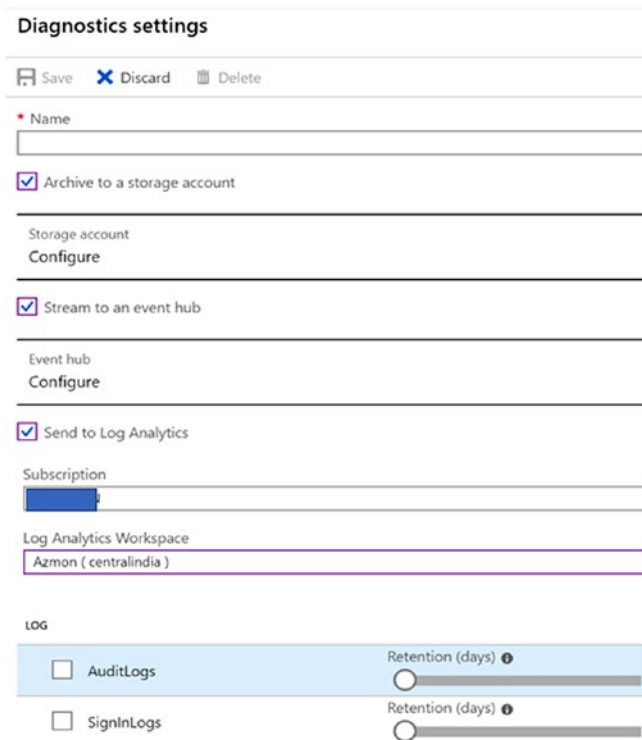 Diagnostics settings
Save Discard Delete
* Name
Archive to a storage account
Storage account
Configure
Stream to an event hub
Event hub
Configure
Send to Log Analytics
Subscription
Log Analytics Workspace
Azmon ( centralindia )
LOG
AuditLogs Retention (days)
SignInLogs Retention (days)